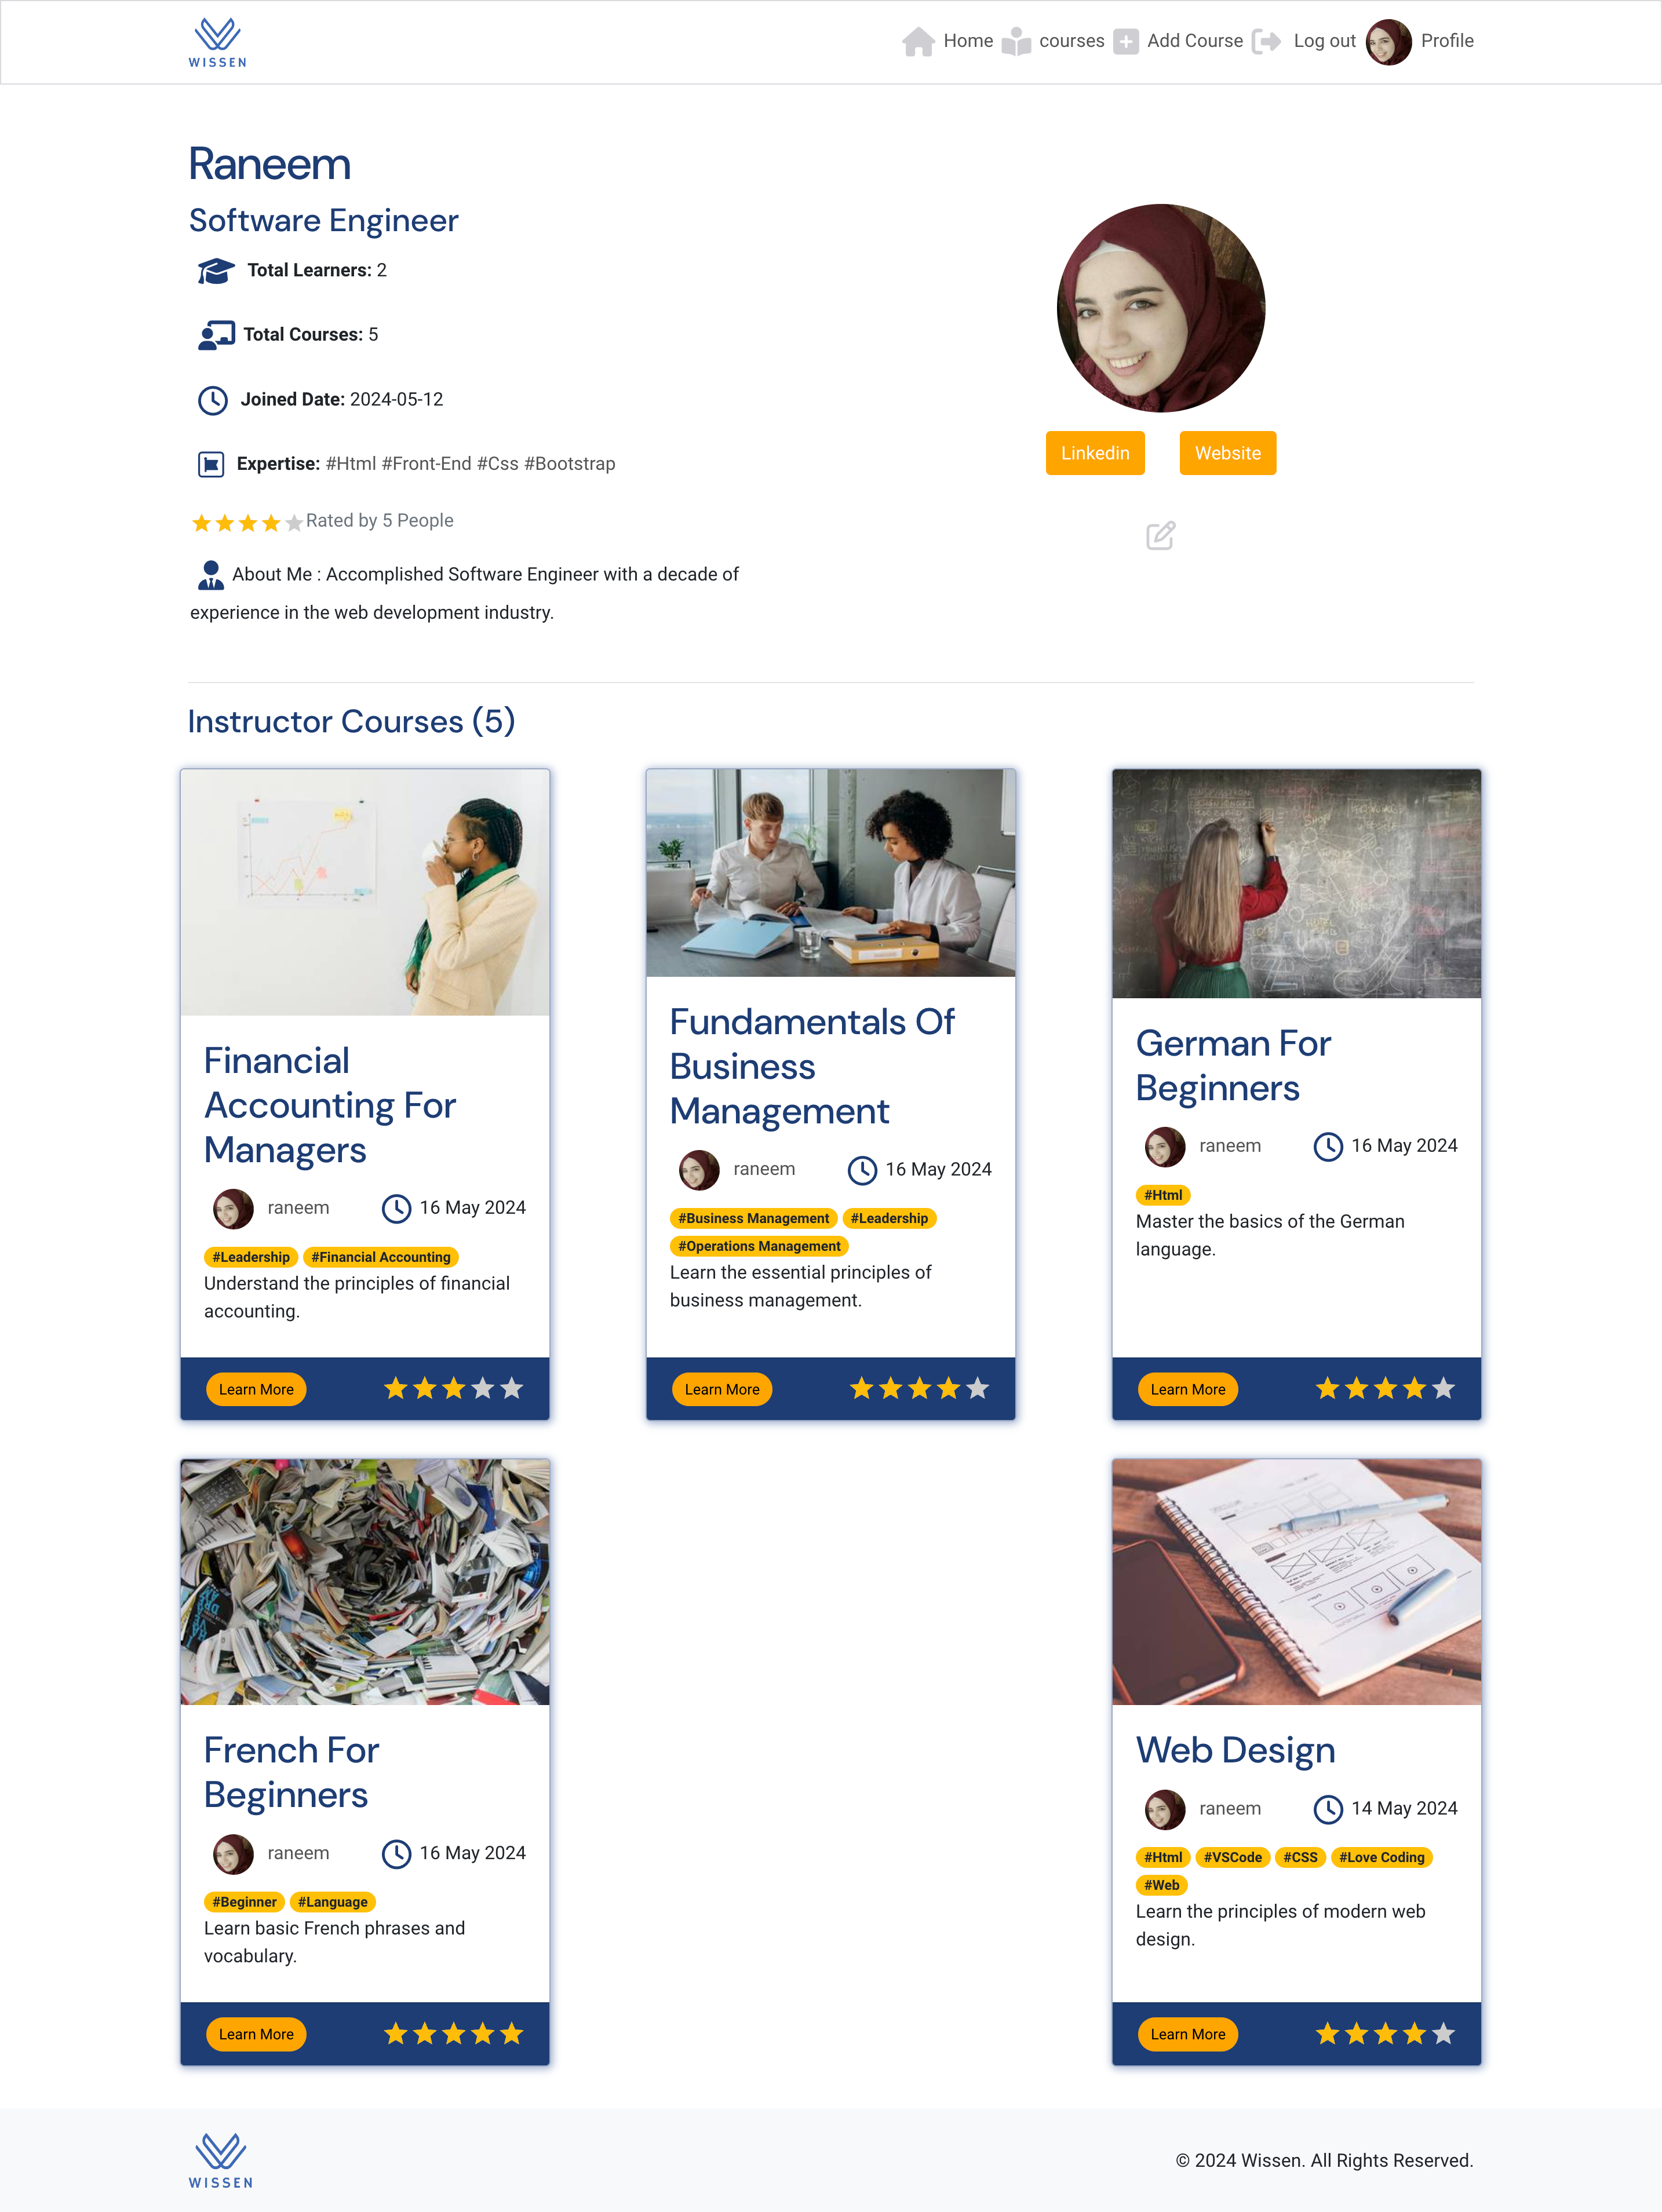 WISSEN
Home courses Add Course Log out Profile
Raneem
Software Engineer
Total Learners: 2
Total Courses: 5
Joined Date: 2024-05-12
Expertise: #Html #Front-End #Css #Bootstrap
Rated by 5 People
About Me : Accomplished Software Engineer with a decade of
experience in the web development industry.
Linkedin
Website
Instructor Courses (5)
Financial
Accounting For
Managers
raneem 16 May 2024
#Leadership #Financial Accounting
Understand the principles of financial
accounting.
Learn More
Fundamentals Of
Business
Management
raneem 16 May 2024
#Business Management #Leadership
#Operations Management
Learn the essential principles of
business management.
Learn More
German For
Beginners
raneem 16 May 2024
#Html
Master the basics of the German
language.
Learn More
French For
Beginners
raneem 16 May 2024
#Beginner #Language
Learn basic French phrases and
vocabulary.
Learn More
Web Design
raneem 14 May 2024
#Html #VSCode #CSS #Love Coding
#Web
Learn the principles of modern web
design.
Learn More
WISSEN
© 2024 Wissen. All Rights Reserved.